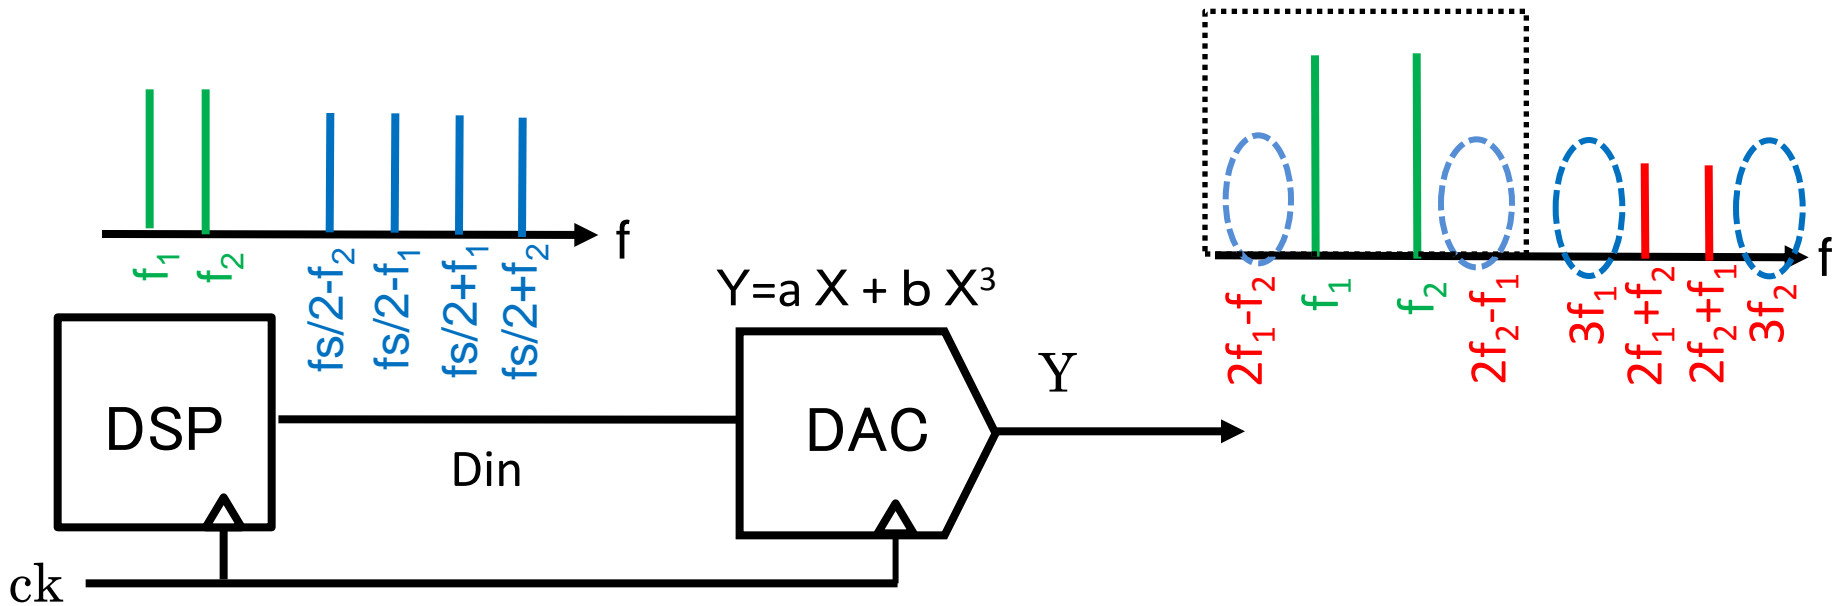 f₁
f₂
fs/2-f₂
fs/2-f₁
fs/2+f₁
fs/2+f₂
f
DSP
Din
ck
Y=a X + b X³
DAC
Y
2f₁-f₂
f₁
f₂
2f₂-f₁
3f₁
2f₁+f₂
2f₂+f₁
3f₂
f